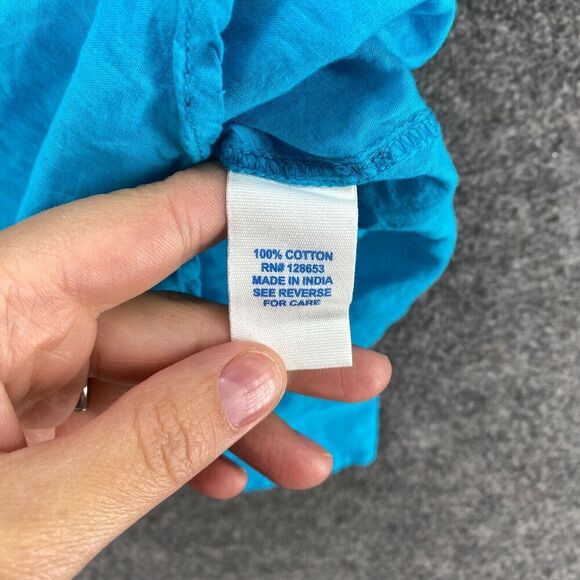 100% COTTON
RN# 128653
MADE IN INDIA
SEE REVERSE
FOR CARE